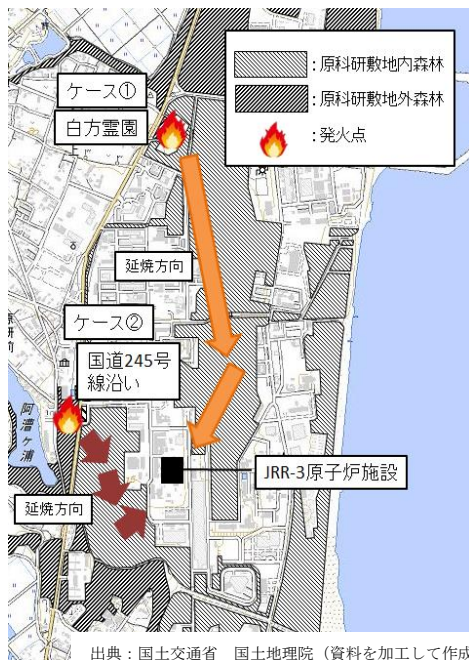 ：原科研敷地内森林
：原科研敷地外森林
：発火点
ケース①
白方霊園
延焼方向
ケース②
国道245号
線沿い
阿漕ヶ浦
JRR-3原子炉施設
延焼方向
出典：国土交通省　国土地理院（資料を加工して作成